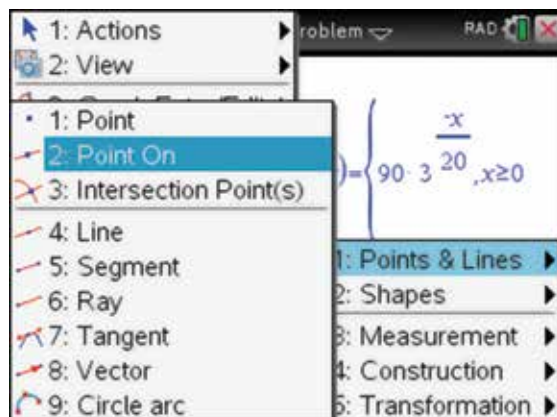 1: Actions
roblem RAD
2: View
1: Point
2: Point On
3: Intersection Point(s)
4: Line
5: Segment
6: Ray
7: Tangent
8: Vector
9: Circle arc
)= { 90· 3 ^ -x/20 ,x≥0
1: Points & Lines
2: Shapes
3: Measurement
4: Construction
5: Transformation